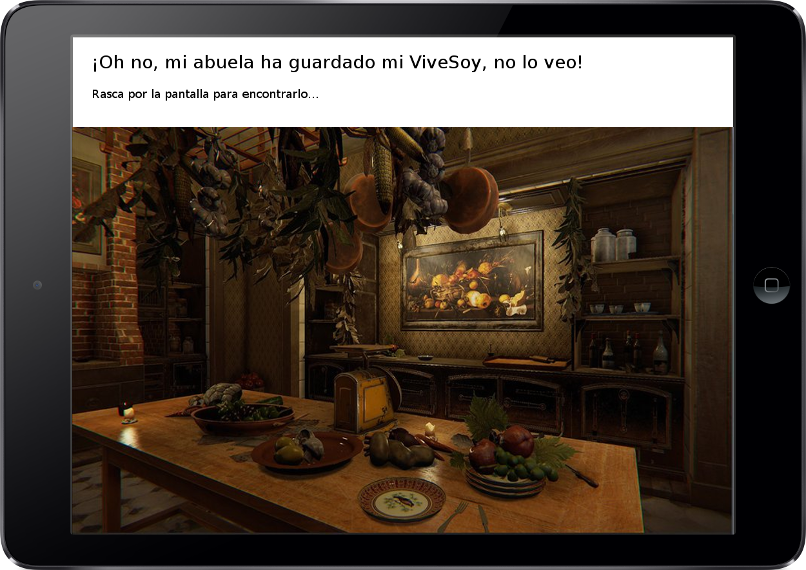 ¡Oh no, mi abuela ha guardado mi ViveSoy, no lo veo!
Rasca por la pantalla para encontrarlo...